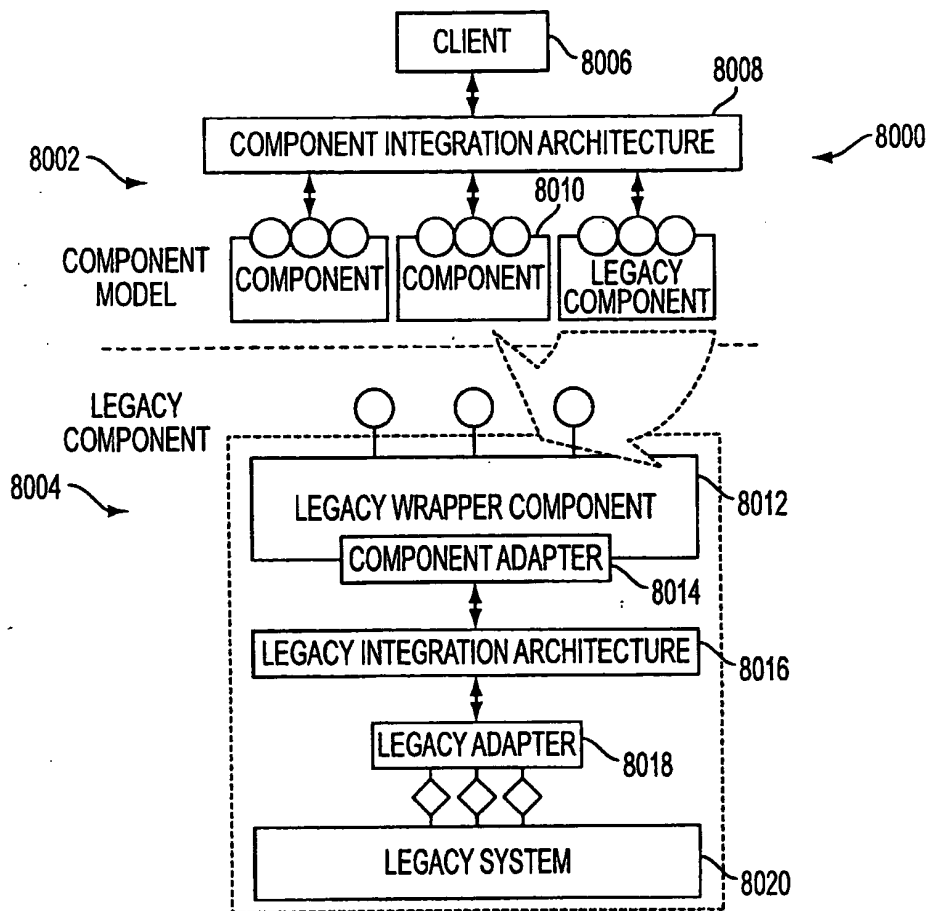 CLIENT
8006
8008
COMPONENT INTEGRATION ARCHITECTURE
8000
8002
8010
COMPONENT
MODEL
COMPONENT
COMPONENT
LEGACY
COMPONENT
LEGACY
COMPONENT
8004
LEGACY WRAPPER COMPONENT
8012
COMPONENT ADAPTER
8014
LEGACY INTEGRATION ARCHITECTURE
8016
LEGACY ADAPTER
8018
LEGACY SYSTEM
8020